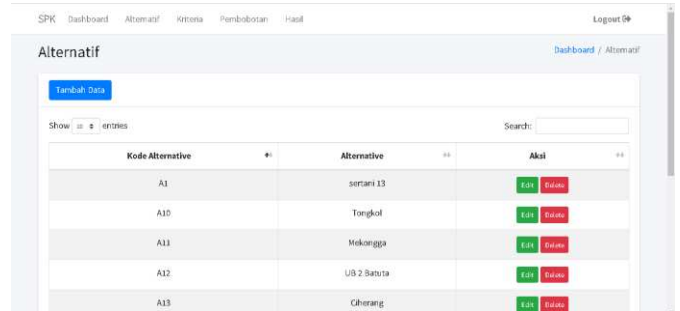 SPK Dashboard Alternatif Kriteria Pembobotan Hasil Logout
Alternatif Dashboard / Alternatif
Tambah Data
Show 10 entries Search:
Kode Alternative Alternative Aksi
A1 sertani 13 Edit Delete
A10 Tongkol Edit Delete
A11 Mekongga Edit Delete
A12 UB 2 Batuta Edit Delete
A13 Ciherang Edit Delete